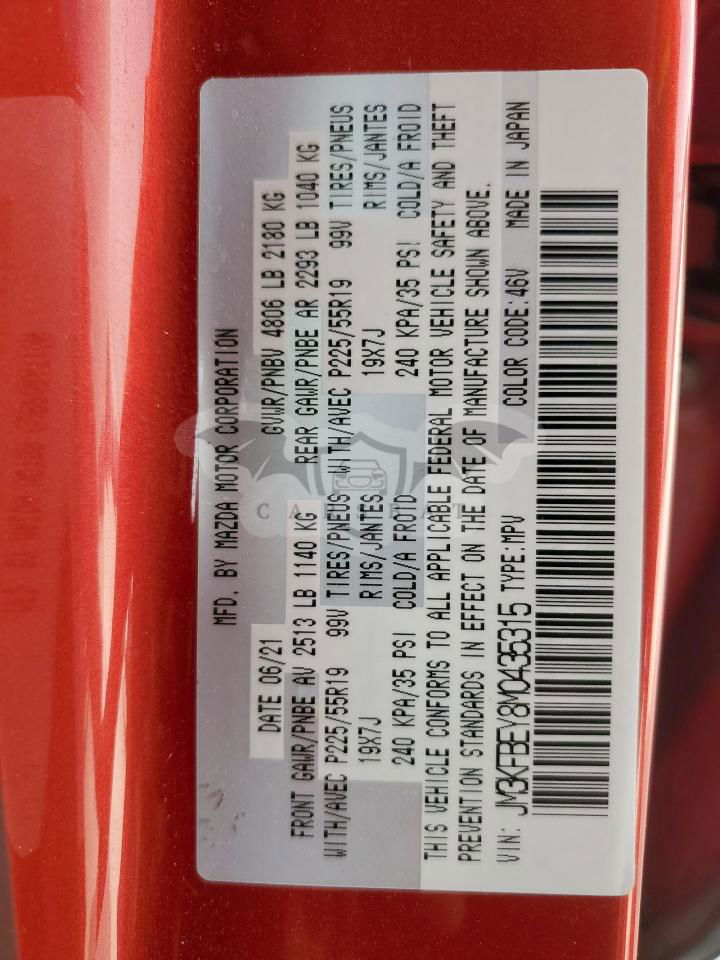 MFD. BY MAZDA MOTOR CORPORATION
DATE 06/21 GVWR/PNBV 4806 LB 2180 KG
FRONT GAWR/PNBE AV 2513 LB 1140 KG REAR GAWR/PNBE AR 2293 LB 1040 KG
WITH/AVEC P225/55R19 99V TIRES/PNEUS WITH/AVEC P225/55R19 99V TIRES/PNEUS
19X7J RIMS/JANTES 19X7J RIMS/JANTES
240 KPA/35 PSI COLD/A FROID 240 KPA/35 PSI COLD/A FROID
THIS VEHICLE CONFORMS TO ALL APPLICABLE FEDERAL MOTOR VEHICLE SAFETY AND THEFT
PREVENTION STANDARDS IN EFFECT ON THE DATE OF MANUFACTURE SHOWN ABOVE.
VIN: JM3KFBEY8M0435315 TYPE:MPV COLOR CODE:46V MADE IN JAPAN